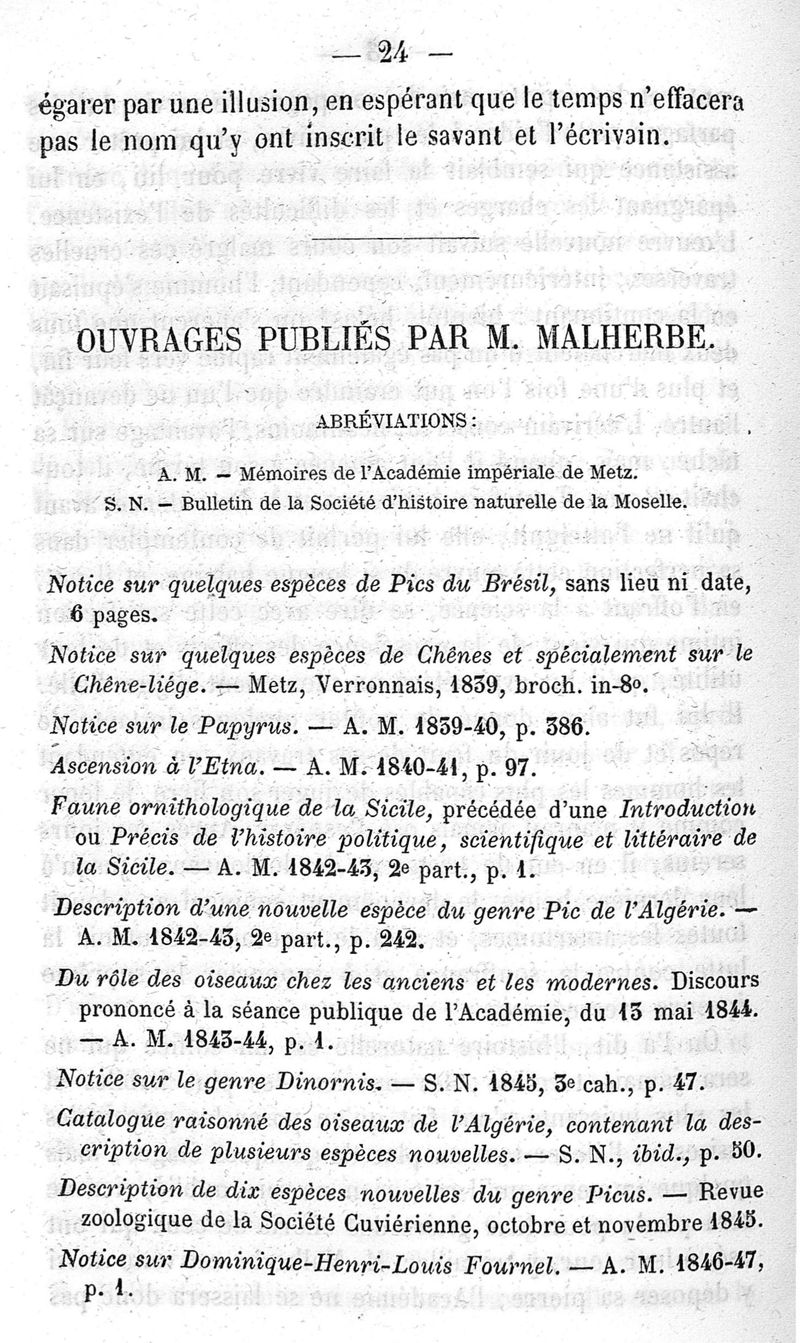 — 24 —
égarer par une illusion, en espérant que le temps n'effacera
pas le nom qu'y ont inscrit le savant et l'écrivain.
OUVRAGES PUBLIÉS PAR M. MALHERBE.
ABRÉVIATIONS :
A. M. — Mémoires de l'Académie impériale de Metz.
S. N. — Bulletin de la Société d'histoire naturelle de la Moselle.
Notice sur quelques espèces de Pics du Brésil, sans lieu ni date,
6 pages.
Notice sur quelques espèces de Chênes et spécialement sur le
Chêne-liége. — Metz, Verronnais, 1839, broch. in-8º.
Notice sur le Papyrus. — A. M. 1839-40, p. 386.
Ascension à l'Etna. — A. M. 1840-41, p. 97.
Faune ornithologique de la Sicile, précédée d'une Introduction
ou Précis de l'histoire politique, scientifique et littéraire de
la Sicile. — A. M. 1842-43, 2e part., p. 1.
Description d'une nouvelle espèce du genre Pic de l'Algérie. —
A. M. 1842-43, 2e part., p. 242.
Du rôle des oiseaux chez les anciens et les modernes. Discours
prononcé à la séance publique de l'Académie, du 13 mai 1844.
— A. M. 1843-44, p. 1.
Notice sur le genre Dinornis. — S. N. 1845, 3e cah., p. 47.
Catalogue raisonné des oiseaux de l'Algérie, contenant la des-
cription de plusieurs espèces nouvelles. — S. N., ibid., p. 50.
Description de dix espèces nouvelles du genre Picus. — Revue
zoologique de la Société Cuviérienne, octobre et novembre 1845.
Notice sur Dominique-Henri-Louis Fournel. — A. M. 1846-47,
p. 1.